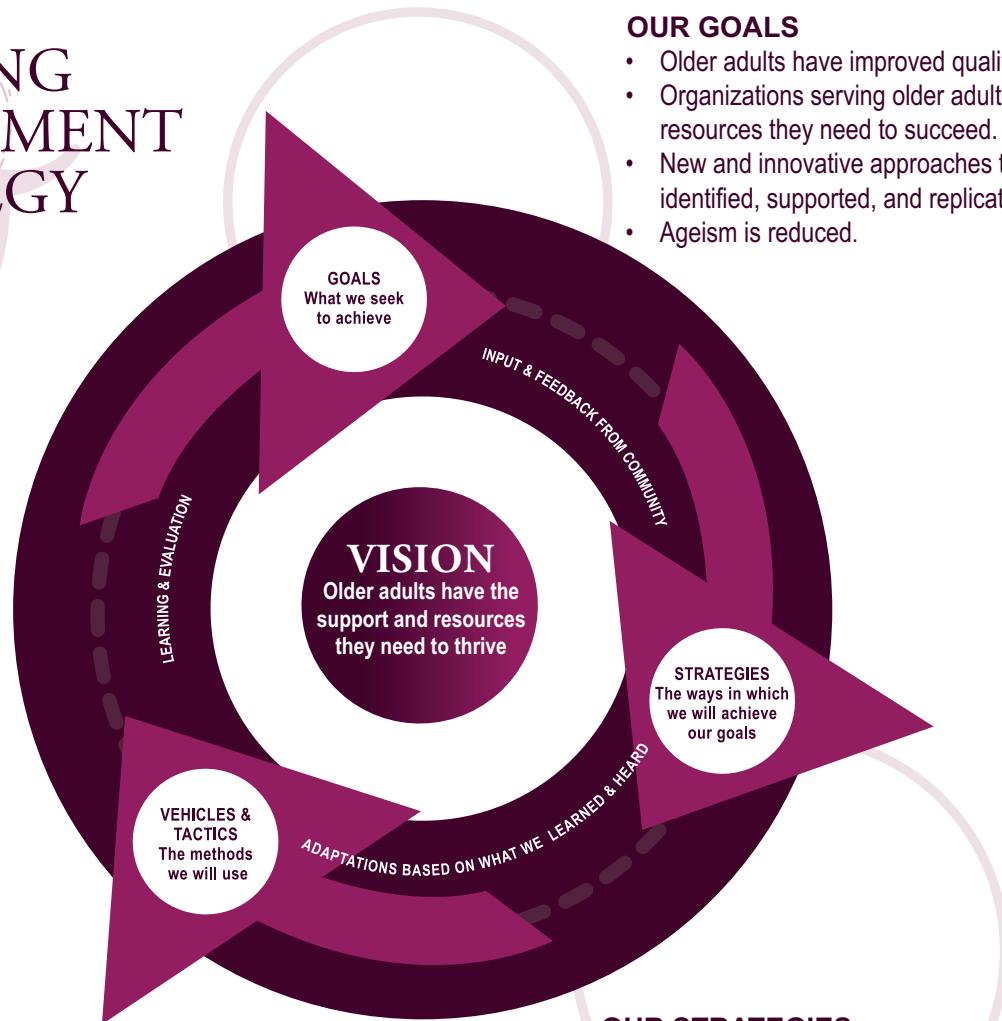 NG
MENT
GY
OUR GOALS
• Older adults have improved quali
• Organizations serving older adult
resources they need to succeed.
• New and innovative approaches t
identified, supported, and replicat
• Ageism is reduced.
GOALS
What we seek
to achieve
INPUT & FEEDBACK FROM COMMUNITY
LEARNING & EVALUATION
VISION
Older adults have the
support and resources
they need to thrive
STRATEGIES
The ways in which
we will achieve
our goals
VEHICLES &
TACTICS
The methods
we will use
ADAPTATIONS BASED ON WHAT WE LEARNED & HEARD
OUR STRATEGIES